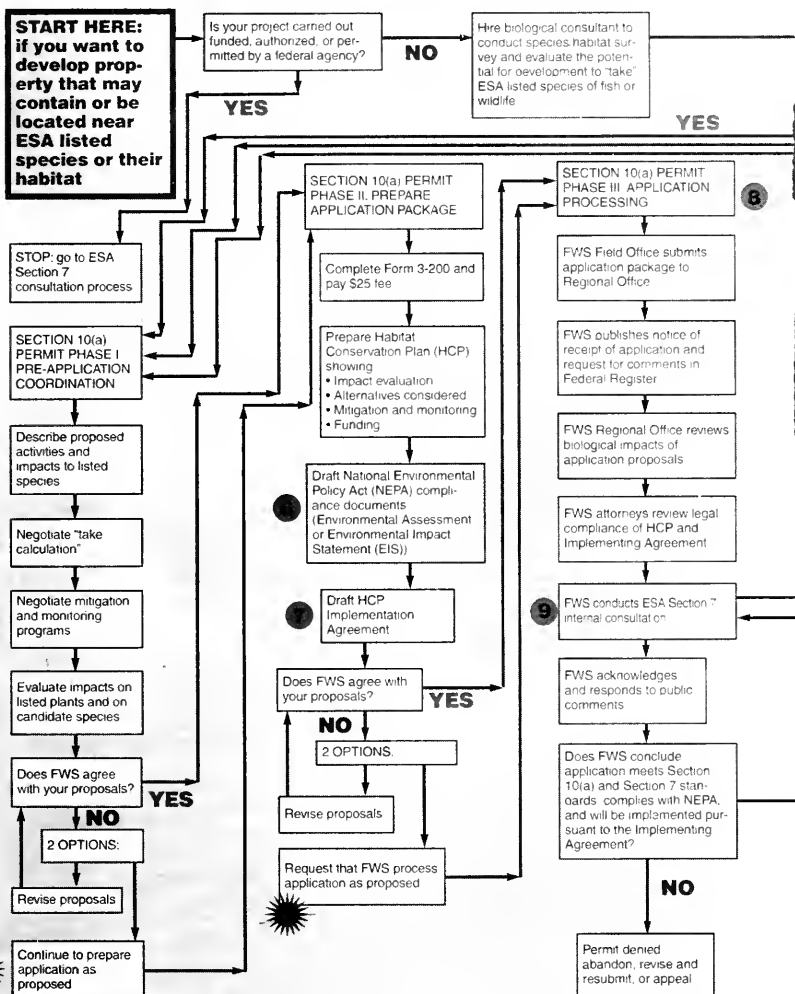 START HERE:
if you want to
develop prop-
erty that may
contain or be
located near
ESA listed
species or their
habitat
Is your project carried out
funded, authorized, or per-
mitted by a federal agency?
NO
YES
Hire biological consultant to
conduct species habitat sur-
vey and evaluate the poten-
tial for development to "take"
ESA listed species of fish or
wildlife
YES
STOP: go to ESA
Section 7
consultation process
SECTION 10(a)
PERMIT PHASE I
PRE-APPLICATION
COORDINATION
Describe proposed
activities and
impacts to listed
species
Negotiate "take
calculation"
Negotiate mitigation
and monitoring
programs
Evaluate impacts on
listed plants and on
candidate species
Does FWS agree
with your proposals?
YES
NO
2 OPTIONS:
Revise proposals
Continue to prepare
application as
proposed
SECTION 10(a) PERMIT
PHASE II. PREPARE
APPLICATION PACKAGE
Complete Form 3-200 and
pay $25 fee
Prepare Habitat
Conservation Plan (HCP)
showing
• Impact evaluation
• Alternatives considered
• Mitigation and monitoring
• Funding
Draft National Environmental
Policy Act (NEPA) compli-
ance documents
(Environmental Assessment
or Environmental Impact
Statement (EIS))
7
Draft HCP
Implementation
Agreement
Does FWS agree with
your proposals?
YES
NO
2 OPTIONS.
Revise proposals
Request that FWS process
application as proposed
SECTION 10(a) PERMIT
PHASE III APPLICATION
PROCESSING
8
FWS Field Office submits
application package to
Regional Office
FWS publishes notice of
receipt of application and
request for comments in
Federal Register
FWS Regional Office reviews
biological impacts of
application proposals
FWS attorneys review legal
compliance of HCP and
Implementing Agreement
9
FWS conducts ESA Section 7
internal consultation
FWS acknowledges
and responds to public
comments
Does FWS conclude
application meets Section
10(a) and Section 7 stan-
dards complies with NEPA,
and will be implemented pur-
suant to the Implementing
Agreement?
NO
Permit denied
abandon, revise and
resubmit, or appeal